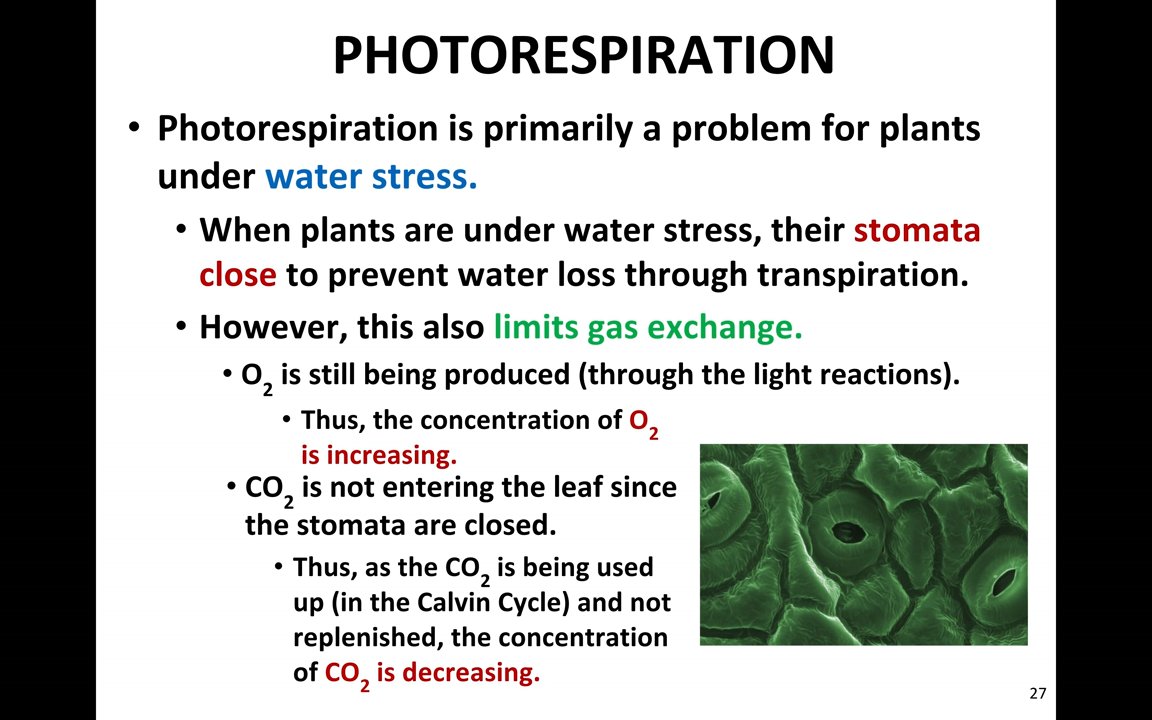 PHOTORESPIRATION
• Photorespiration is primarily a problem for plants
under water stress.
• When plants are under water stress, their stomata
close to prevent water loss through transpiration.
• However, this also limits gas exchange.
• O₂ is still being produced (through the light reactions).
• Thus, the concentration of O₂
is increasing.
• CO₂ is not entering the leaf since
the stomata are closed.
• Thus, as the CO₂ is being used
up (in the Calvin Cycle) and not
replenished, the concentration
of CO₂ is decreasing.
27